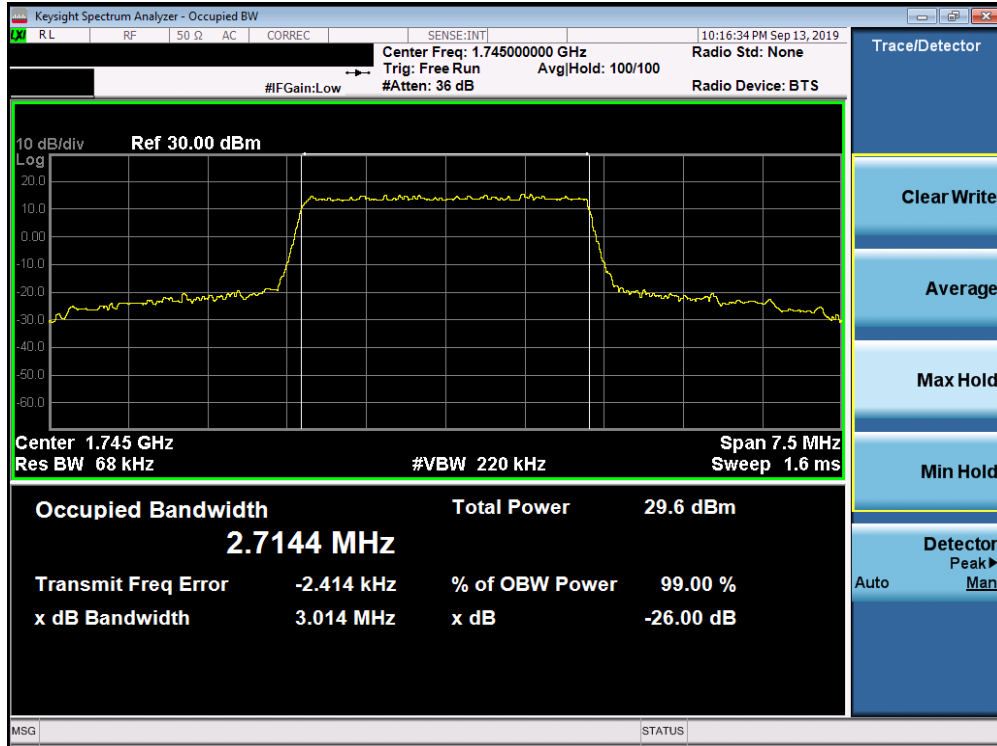 Keysight Spectrum Analyzer - Occupied BW
LXI RL RF 50 Ω AC CORREC SENSE:INT 10:16:34 PM Sep 13, 2019
Center Freq: 1.745000000 GHz Radio Std: None
Trig: Free Run Avg|Hold: 100/100
#IFGain:Low #Atten: 36 dB Radio Device: BTS
10 dB/div Ref 30.00 dBm
Log
20.0
10.0
0.00
-10.0
-20.0
-30.0
-40.0
-50.0
-60.0
Center 1.745 GHz Span 7.5 MHz
Res BW 68 kHz #VBW 220 kHz Sweep 1.6 ms
Occupied Bandwidth Total Power 29.6 dBm
2.7144 MHz
Transmit Freq Error -2.414 kHz % of OBW Power 99.00 %
x dB Bandwidth 3.014 MHz x dB -26.00 dB
MSG STATUS
Trace/Detector
Clear Write
Average
Max Hold
Min Hold
Detector
Peak▶
Auto Man